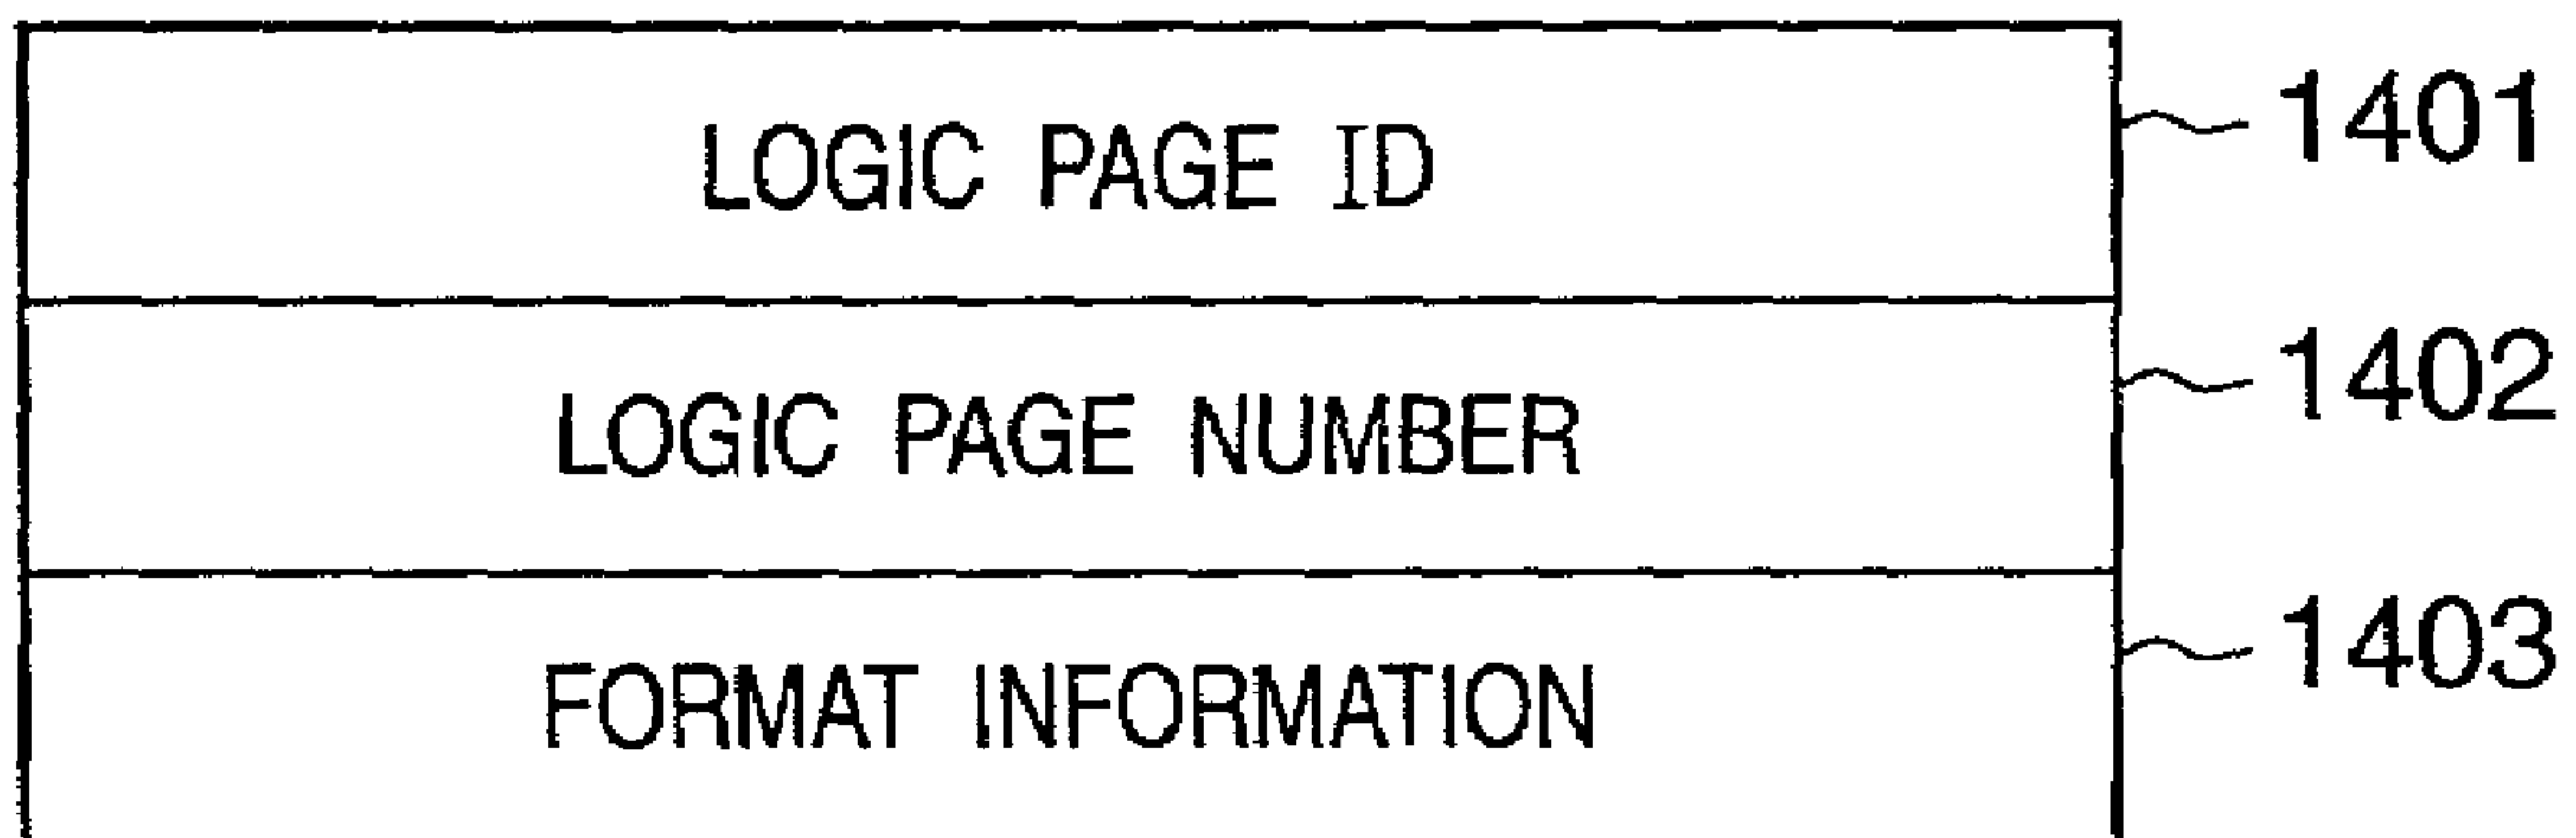 LOGIC PAGE ID 1401
LOGIC PAGE NUMBER 1402
FORMAT INFORMATION 1403